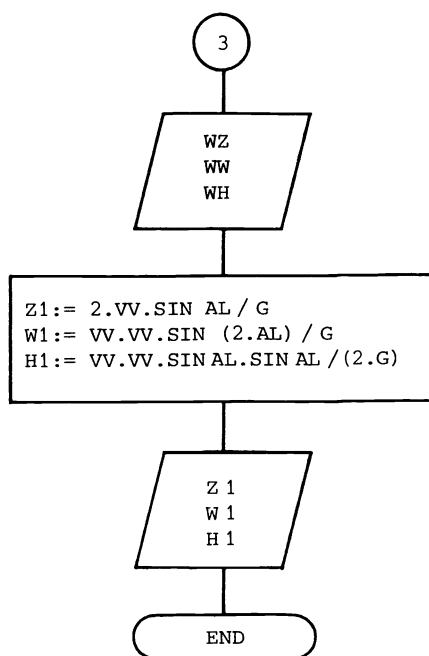 3
WZ
WW
WH
Z1:= 2.VV.SIN AL / G
W1:= VV.VV.SIN (2.AL) / G
H1:= VV.VV.SIN AL.SIN AL /(2.G)
Z 1
W 1
H 1
END